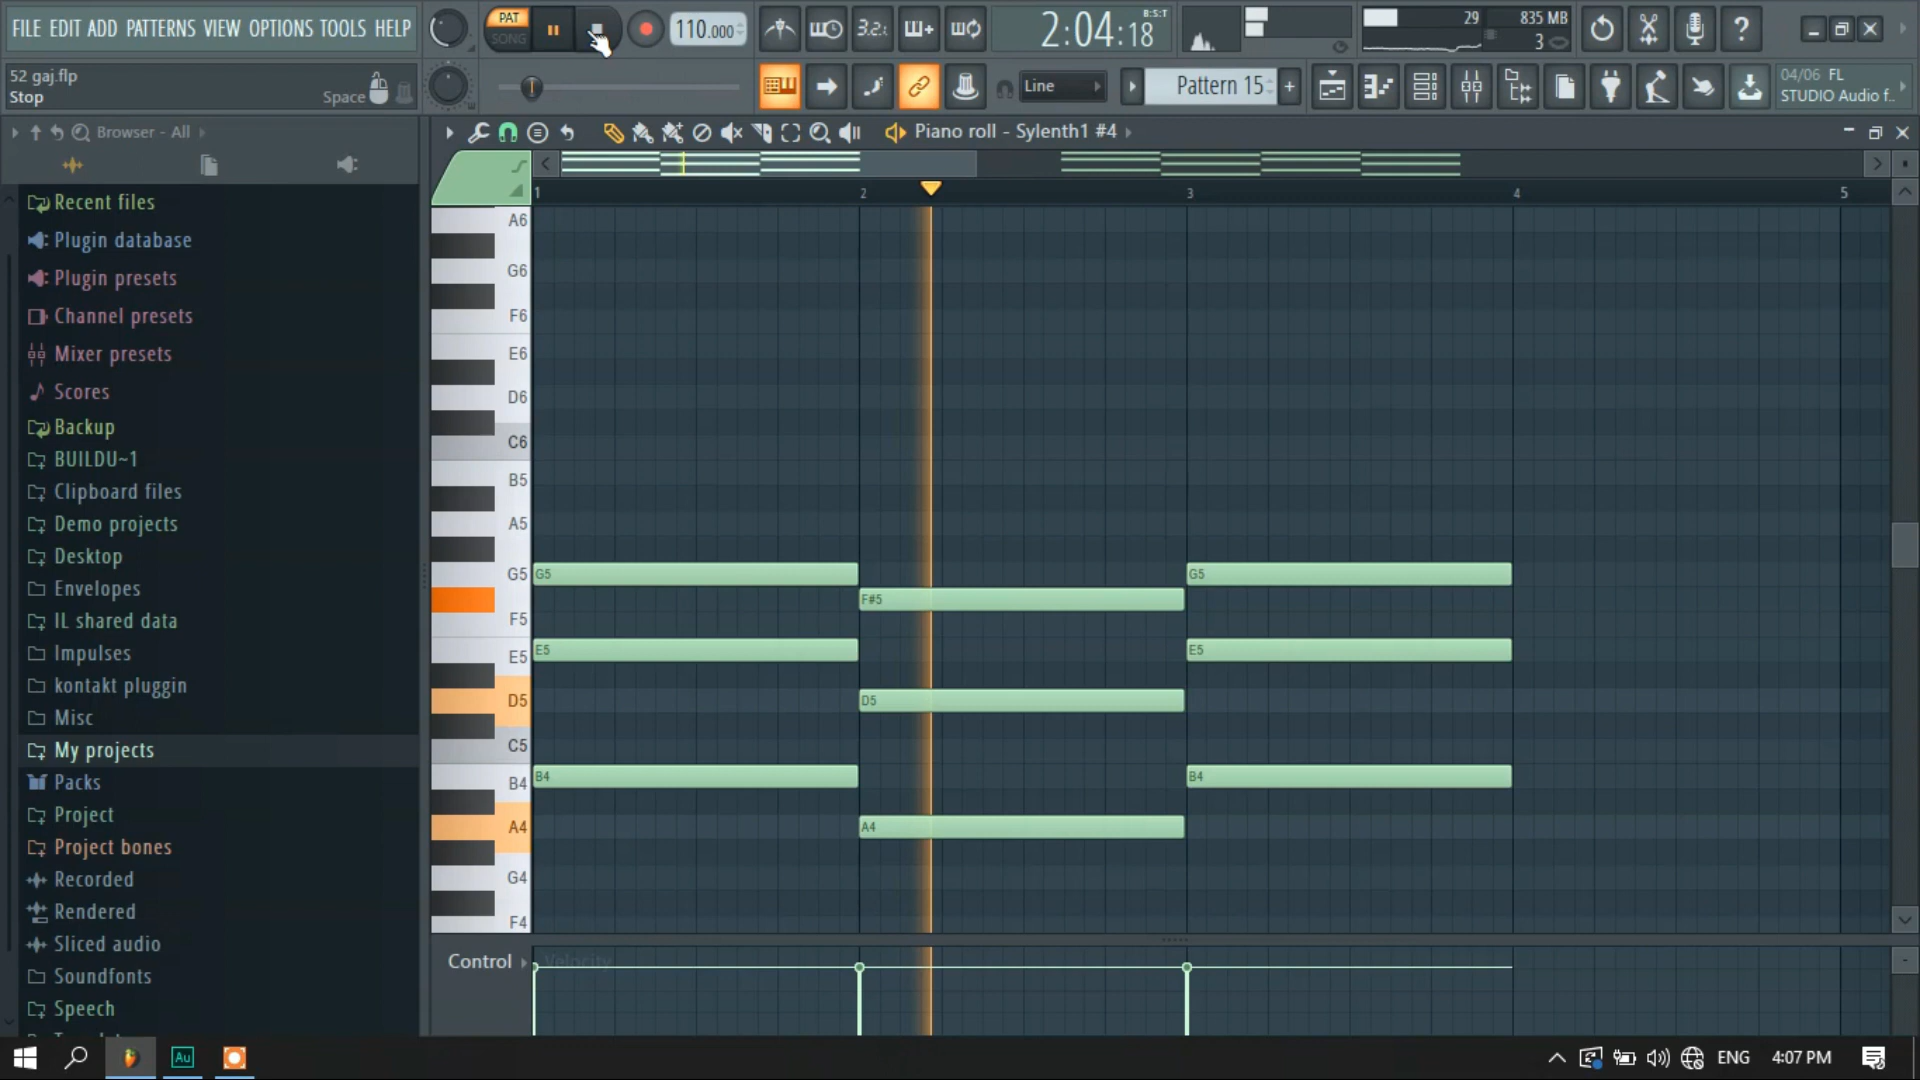 FILE EDIT ADD PATTERNS VIEW OPTIONS TOOLS HELP
PAT
SONG
110.000
3.2:
2:04:18
B:S:T
29
835 MB
3
52 gaj.flp
Stop
Space
Line
Pattern 15
04/06 FL
STUDIO Audio f..
Browser - All
Piano roll - Sylenth1 #4
Recent files
Plugin database
Plugin presets
Channel presets
Mixer presets
Scores
Backup
BUILDU~1
Clipboard files
Demo projects
Desktop
Envelopes
IL shared data
Impulses
kontakt pluggin
Misc
My projects
Packs
Project
Project bones
Recorded
Rendered
Sliced audio
Soundfonts
Speech
1
2
3
4
5
A6
G6
F6
E6
D6
C6
B5
A5
G5
F5
E5
D5
C5
B4
A4
G4
F4
G5
G5
F#5
E5
E5
D5
B4
B4
A4
Control
Velocity
Au
ENG
4:07 PM